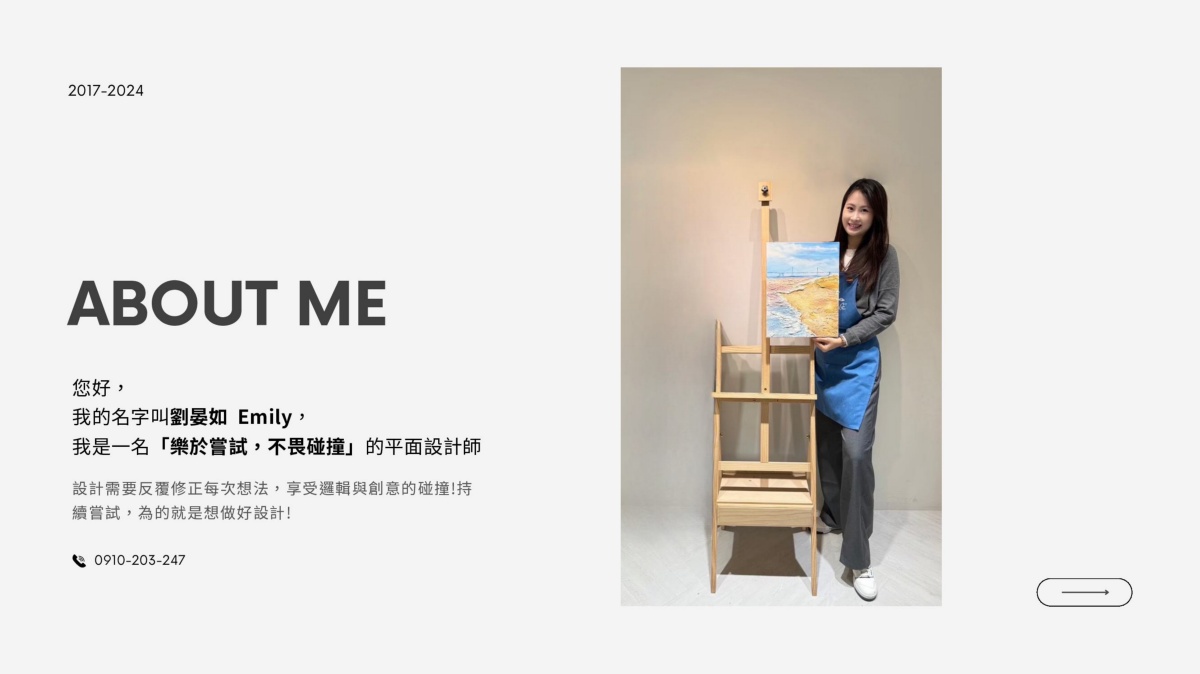 2017-2024
ABOUT ME
您好，
我的名字叫劉晏如 Emily，
我是一名「樂於嘗試，不畏碰撞」的平面設計師
設計需要反覆修正每次想法，享受邏輯與創意的碰撞!持
續嘗試，為的就是想做好設計!
0910-203-247